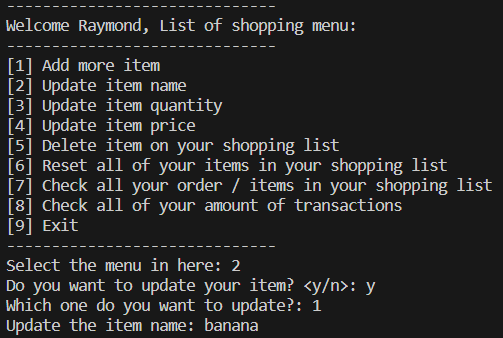 ------------------------------
Welcome Raymond, List of shopping menu:
------------------------------
[1] Add more item
[2] Update item name
[3] Update item quantity
[4] Update item price
[5] Delete item on your shopping list
[6] Reset all of your items in your shopping list
[7] Check all your order / items in your shopping list
[8] Check all of your amount of transactions
[9] Exit
------------------------------
Select the menu in here: 2
Do you want to update your item? <y/n>: y
Which one do you want to update?: 1
Update the item name: banana